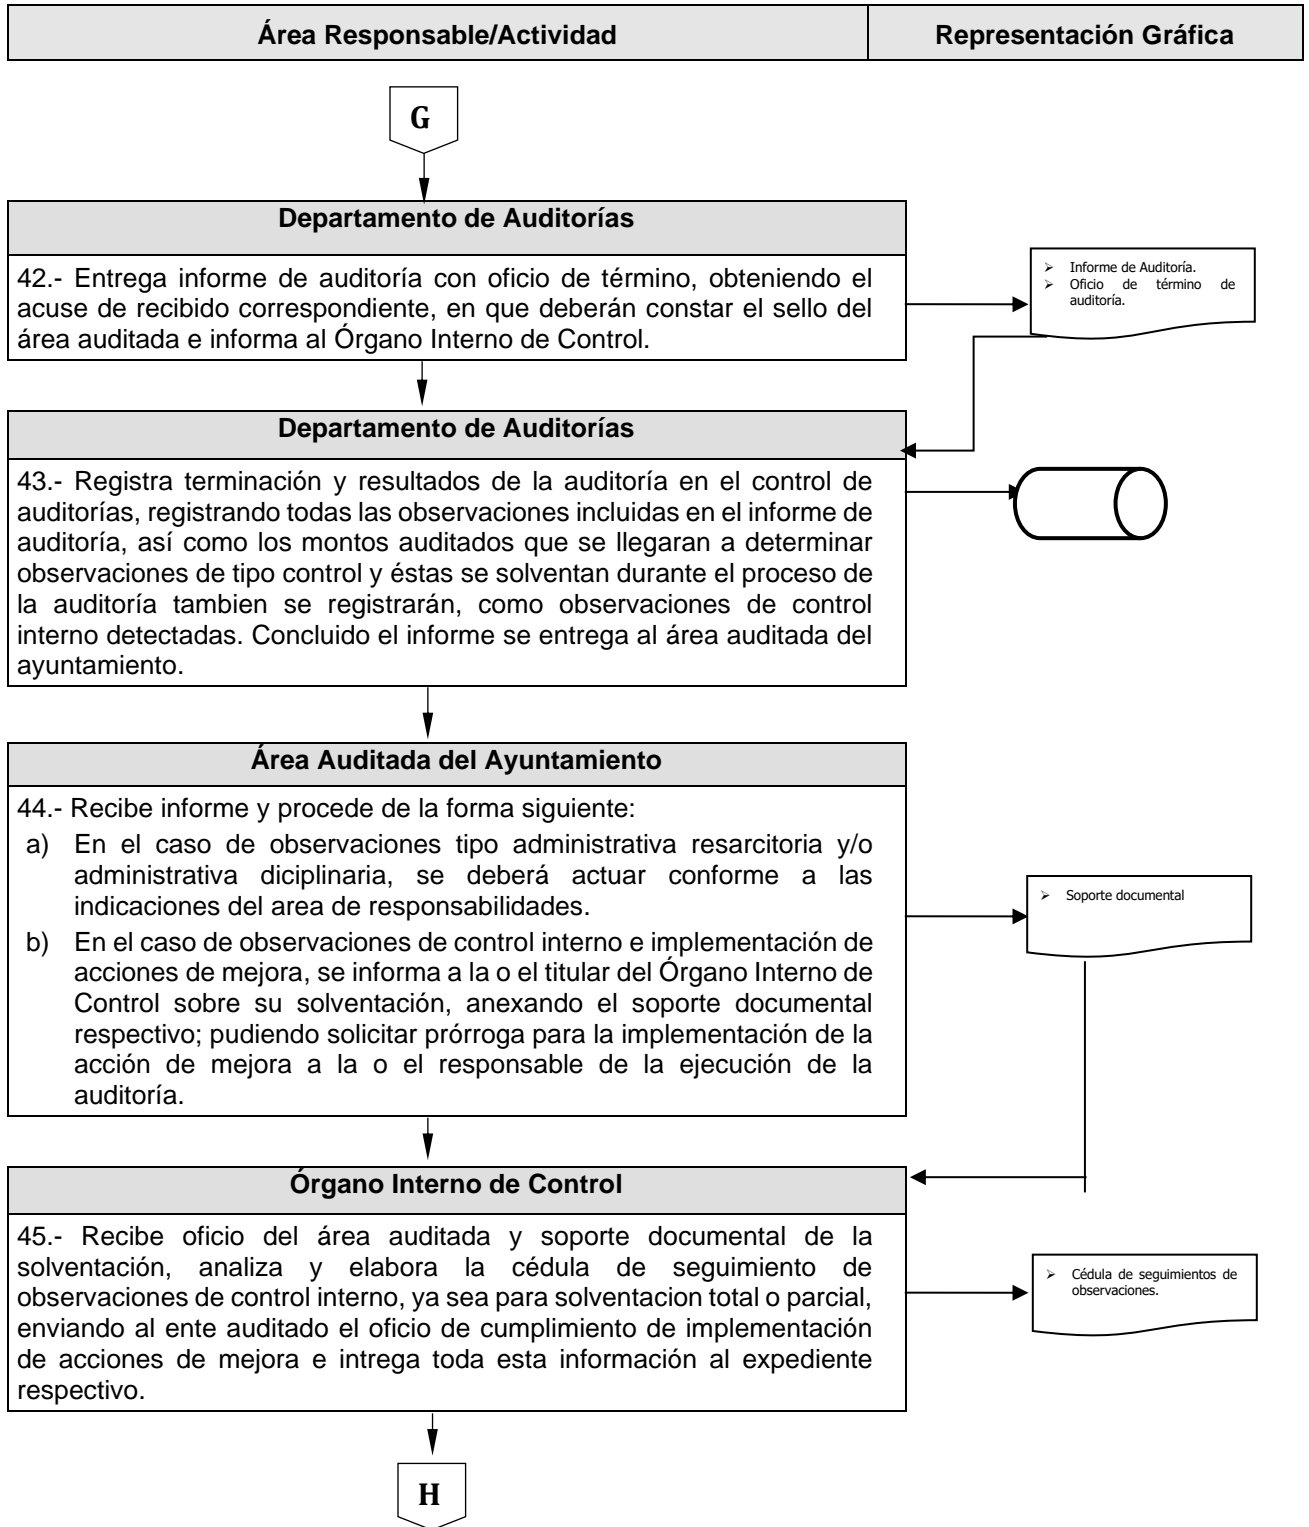 Área Responsable/Actividad
Representación Gráfica
G
Departamento de Auditorías
42.- Entrega informe de auditoría con oficio de término, obteniendo el
acuse de recibido correspondiente, en que deberán constar el sello del
área auditada e informa al Órgano Interno de Control.
➢ Informe de Auditoría.
➢ Oficio de término de
auditoría.
Departamento de Auditorías
43.- Registra terminación y resultados de la auditoría en el control de
auditorías, registrando todas las observaciones incluidas en el informe de
auditoría, así como los montos auditados que se llegaran a determinar
observaciones de tipo control y éstas se solventan durante el proceso de
la auditoría tambien se registrarán, como observaciones de control
interno detectadas. Concluido el informe se entrega al área auditada del
ayuntamiento.
Área Auditada del Ayuntamiento
44.- Recibe informe y procede de la forma siguiente:
a) En el caso de observaciones tipo administrativa resarcitoria y/o
administrativa diciplinaria, se deberá actuar conforme a las
indicaciones del area de responsabilidades.
b) En el caso de observaciones de control interno e implementación de
acciones de mejora, se informa a la o el titular del Órgano Interno de
Control sobre su solventación, anexando el soporte documental
respectivo; pudiendo solicitar prórroga para la implementación de la
acción de mejora a la o el responsable de la ejecución de la
auditoría.
➢ Soporte documental
Órgano Interno de Control
45.- Recibe oficio del área auditada y soporte documental de la
solventación, analiza y elabora la cédula de seguimiento de
observaciones de control interno, ya sea para solventacion total o parcial,
enviando al ente auditado el oficio de cumplimiento de implementación
de acciones de mejora e intrega toda esta información al expediente
respectivo.
➢ Cédula de seguimientos de
observaciones.
H